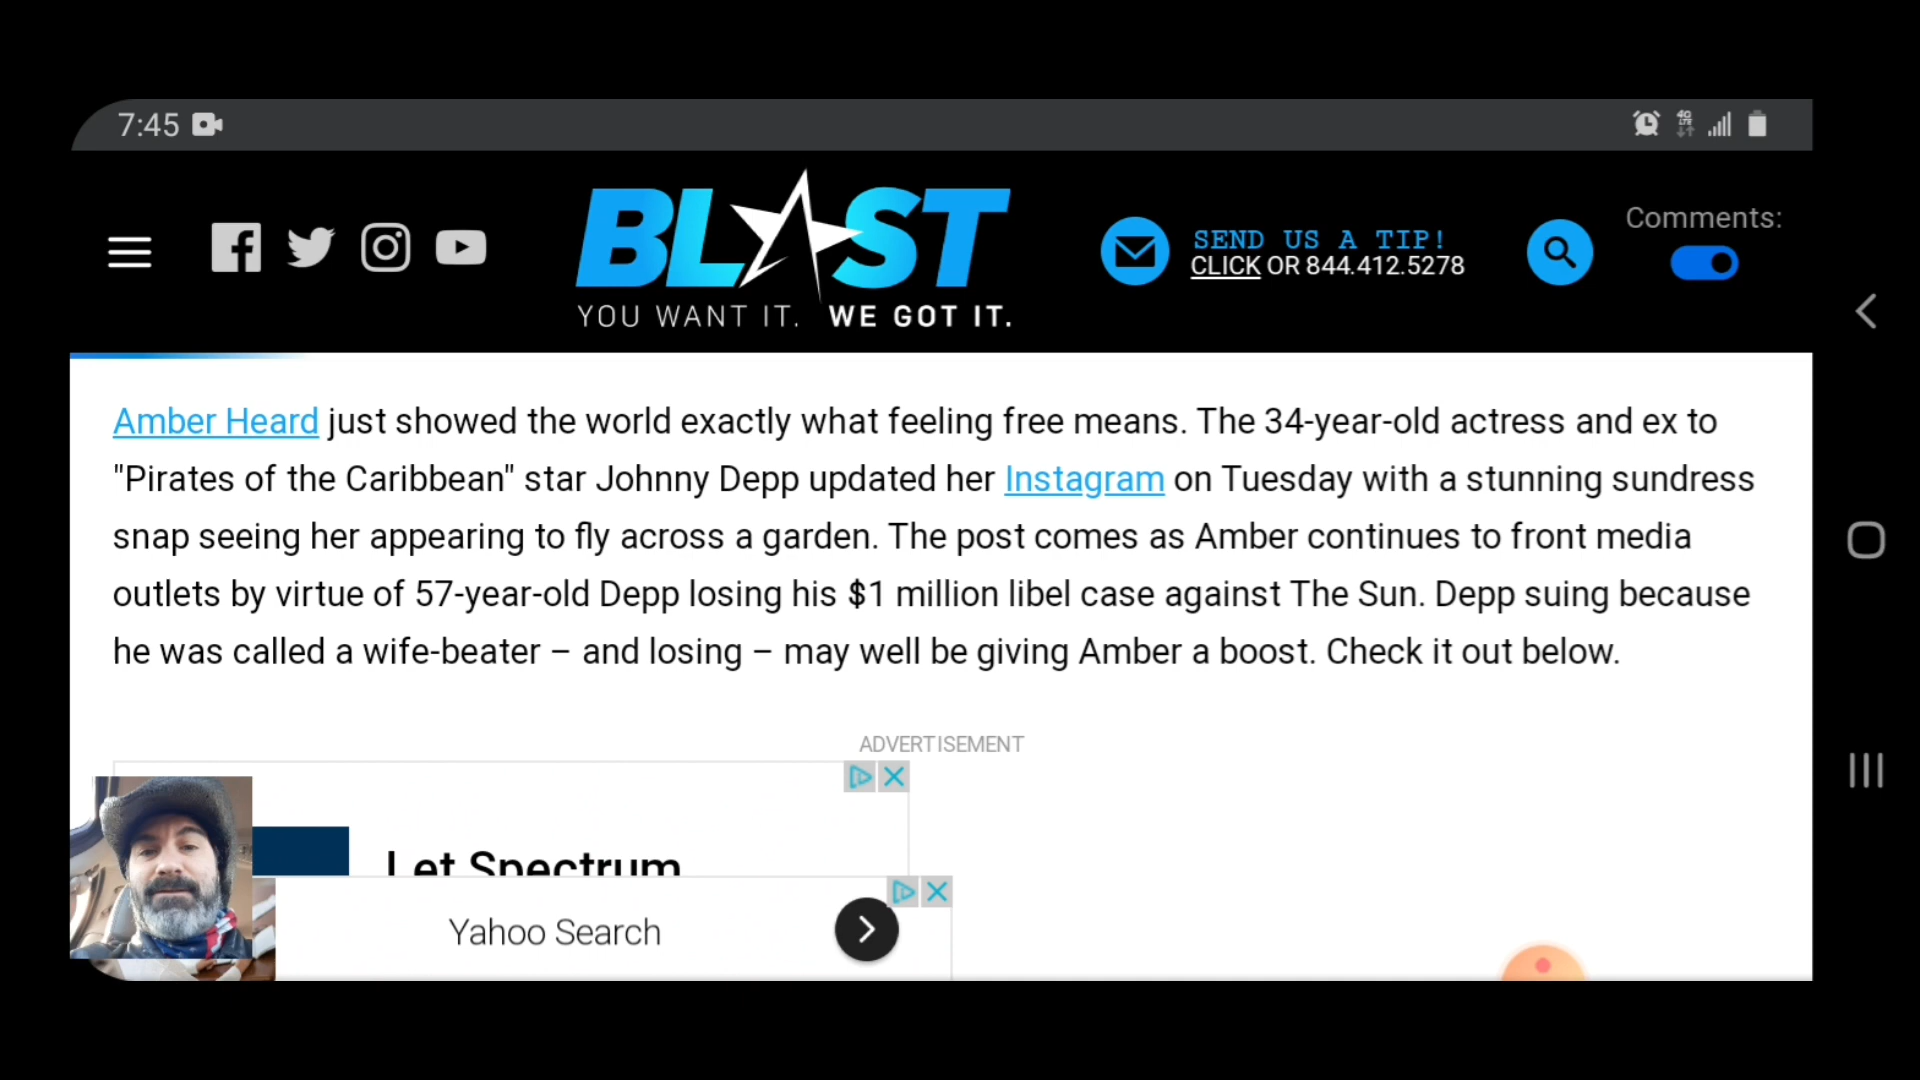 7:45
4G
LTE
BLAST
YOU WANT IT. WE GOT IT.
SEND US A TIP!
CLICK OR 844.412.5278
Comments:
Amber Heard just showed the world exactly what feeling free means. The 34-year-old actress and ex to
"Pirates of the Caribbean" star Johnny Depp updated her Instagram on Tuesday with a stunning sundress
snap seeing her appearing to fly across a garden. The post comes as Amber continues to front media
outlets by virtue of 57-year-old Depp losing his $1 million libel case against The Sun. Depp suing because
he was called a wife-beater – and losing – may well be giving Amber a boost. Check it out below.
ADVERTISEMENT
Let Spectrum
Yahoo Search